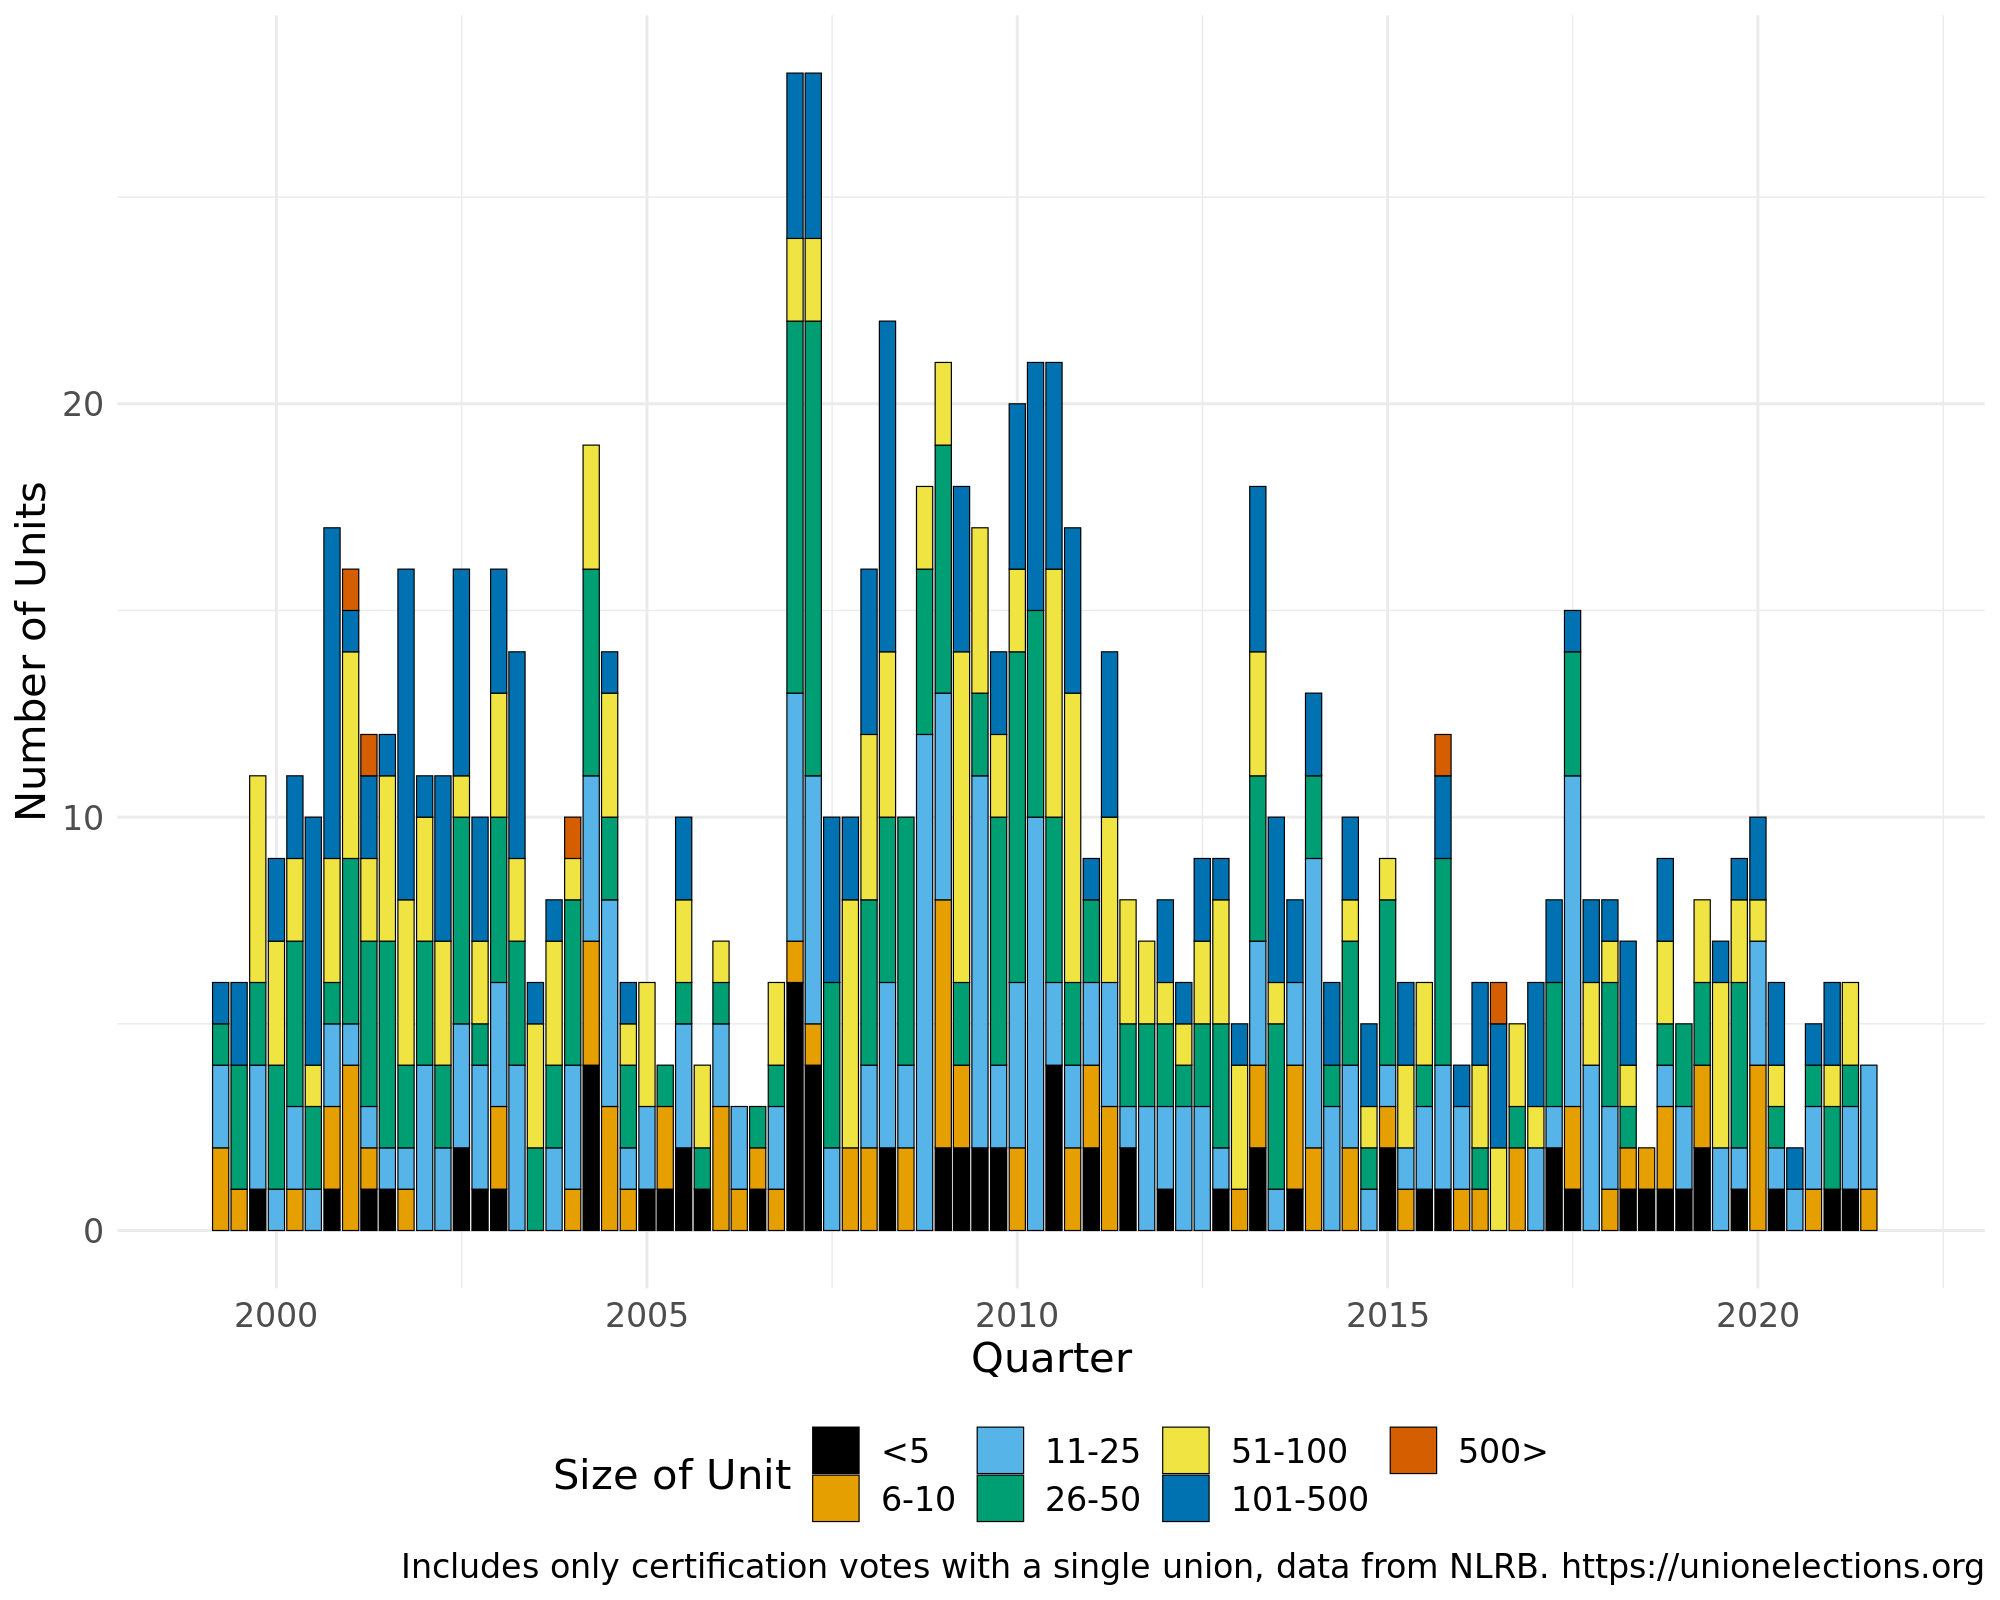 Number of Units
20
10
0
2000 2005 2010 2015 2020
Quarter
Size of Unit
<5 11-25 51-100 500>
6-10 26-50 101-500
Includes only certification votes with a single union, data from NLRB. https://unionelections.org